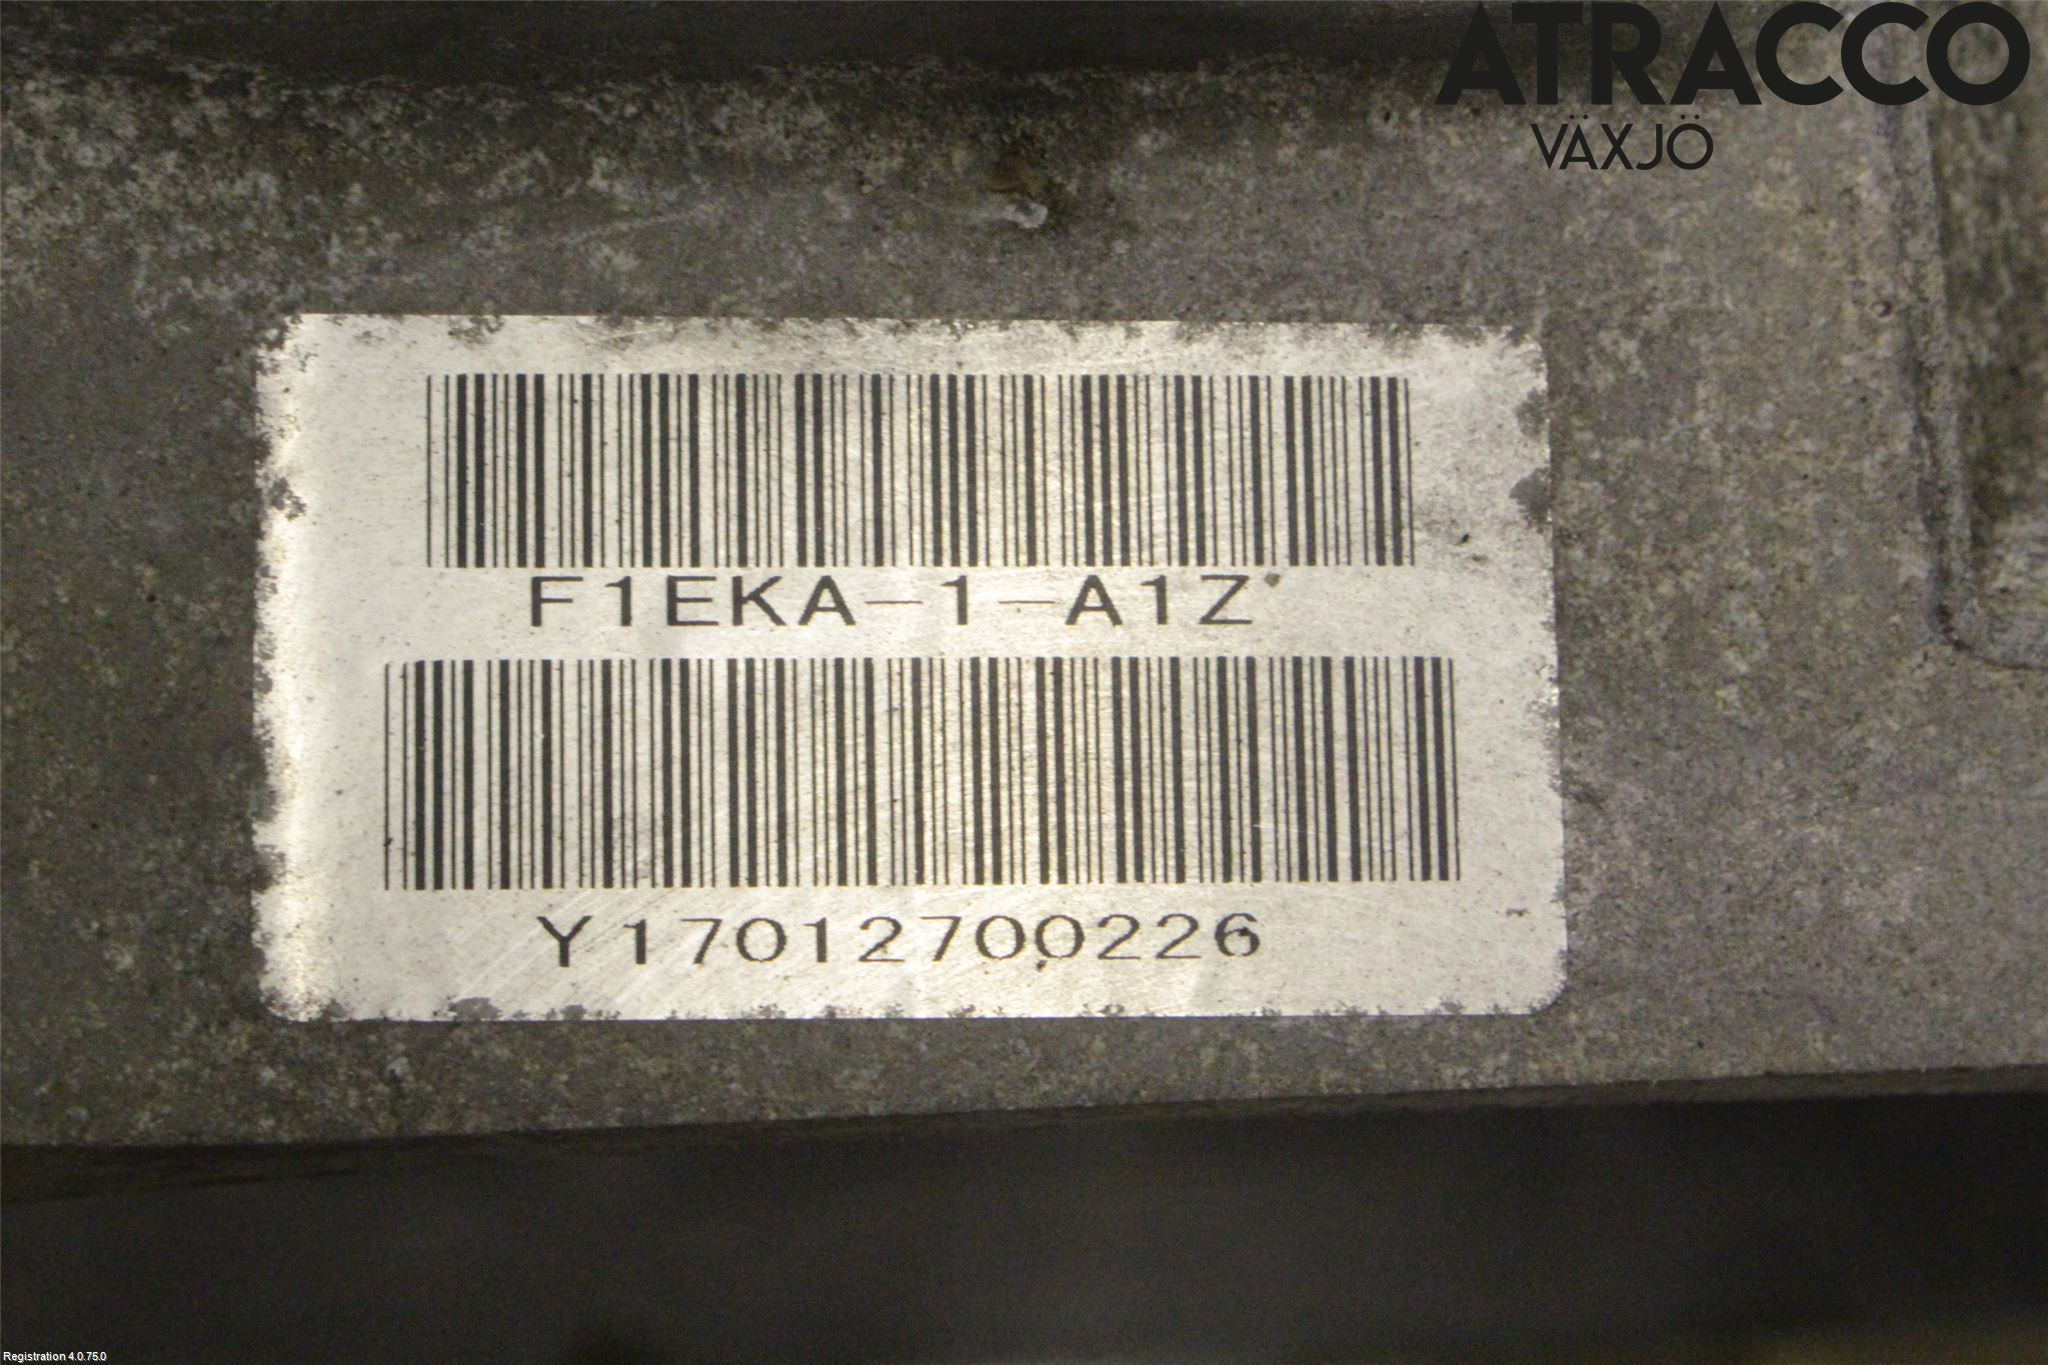 ATRACCO
VÄXJÖ
F1EKA-1-A1Z
Y17012700226
Registration 4.0.75.0